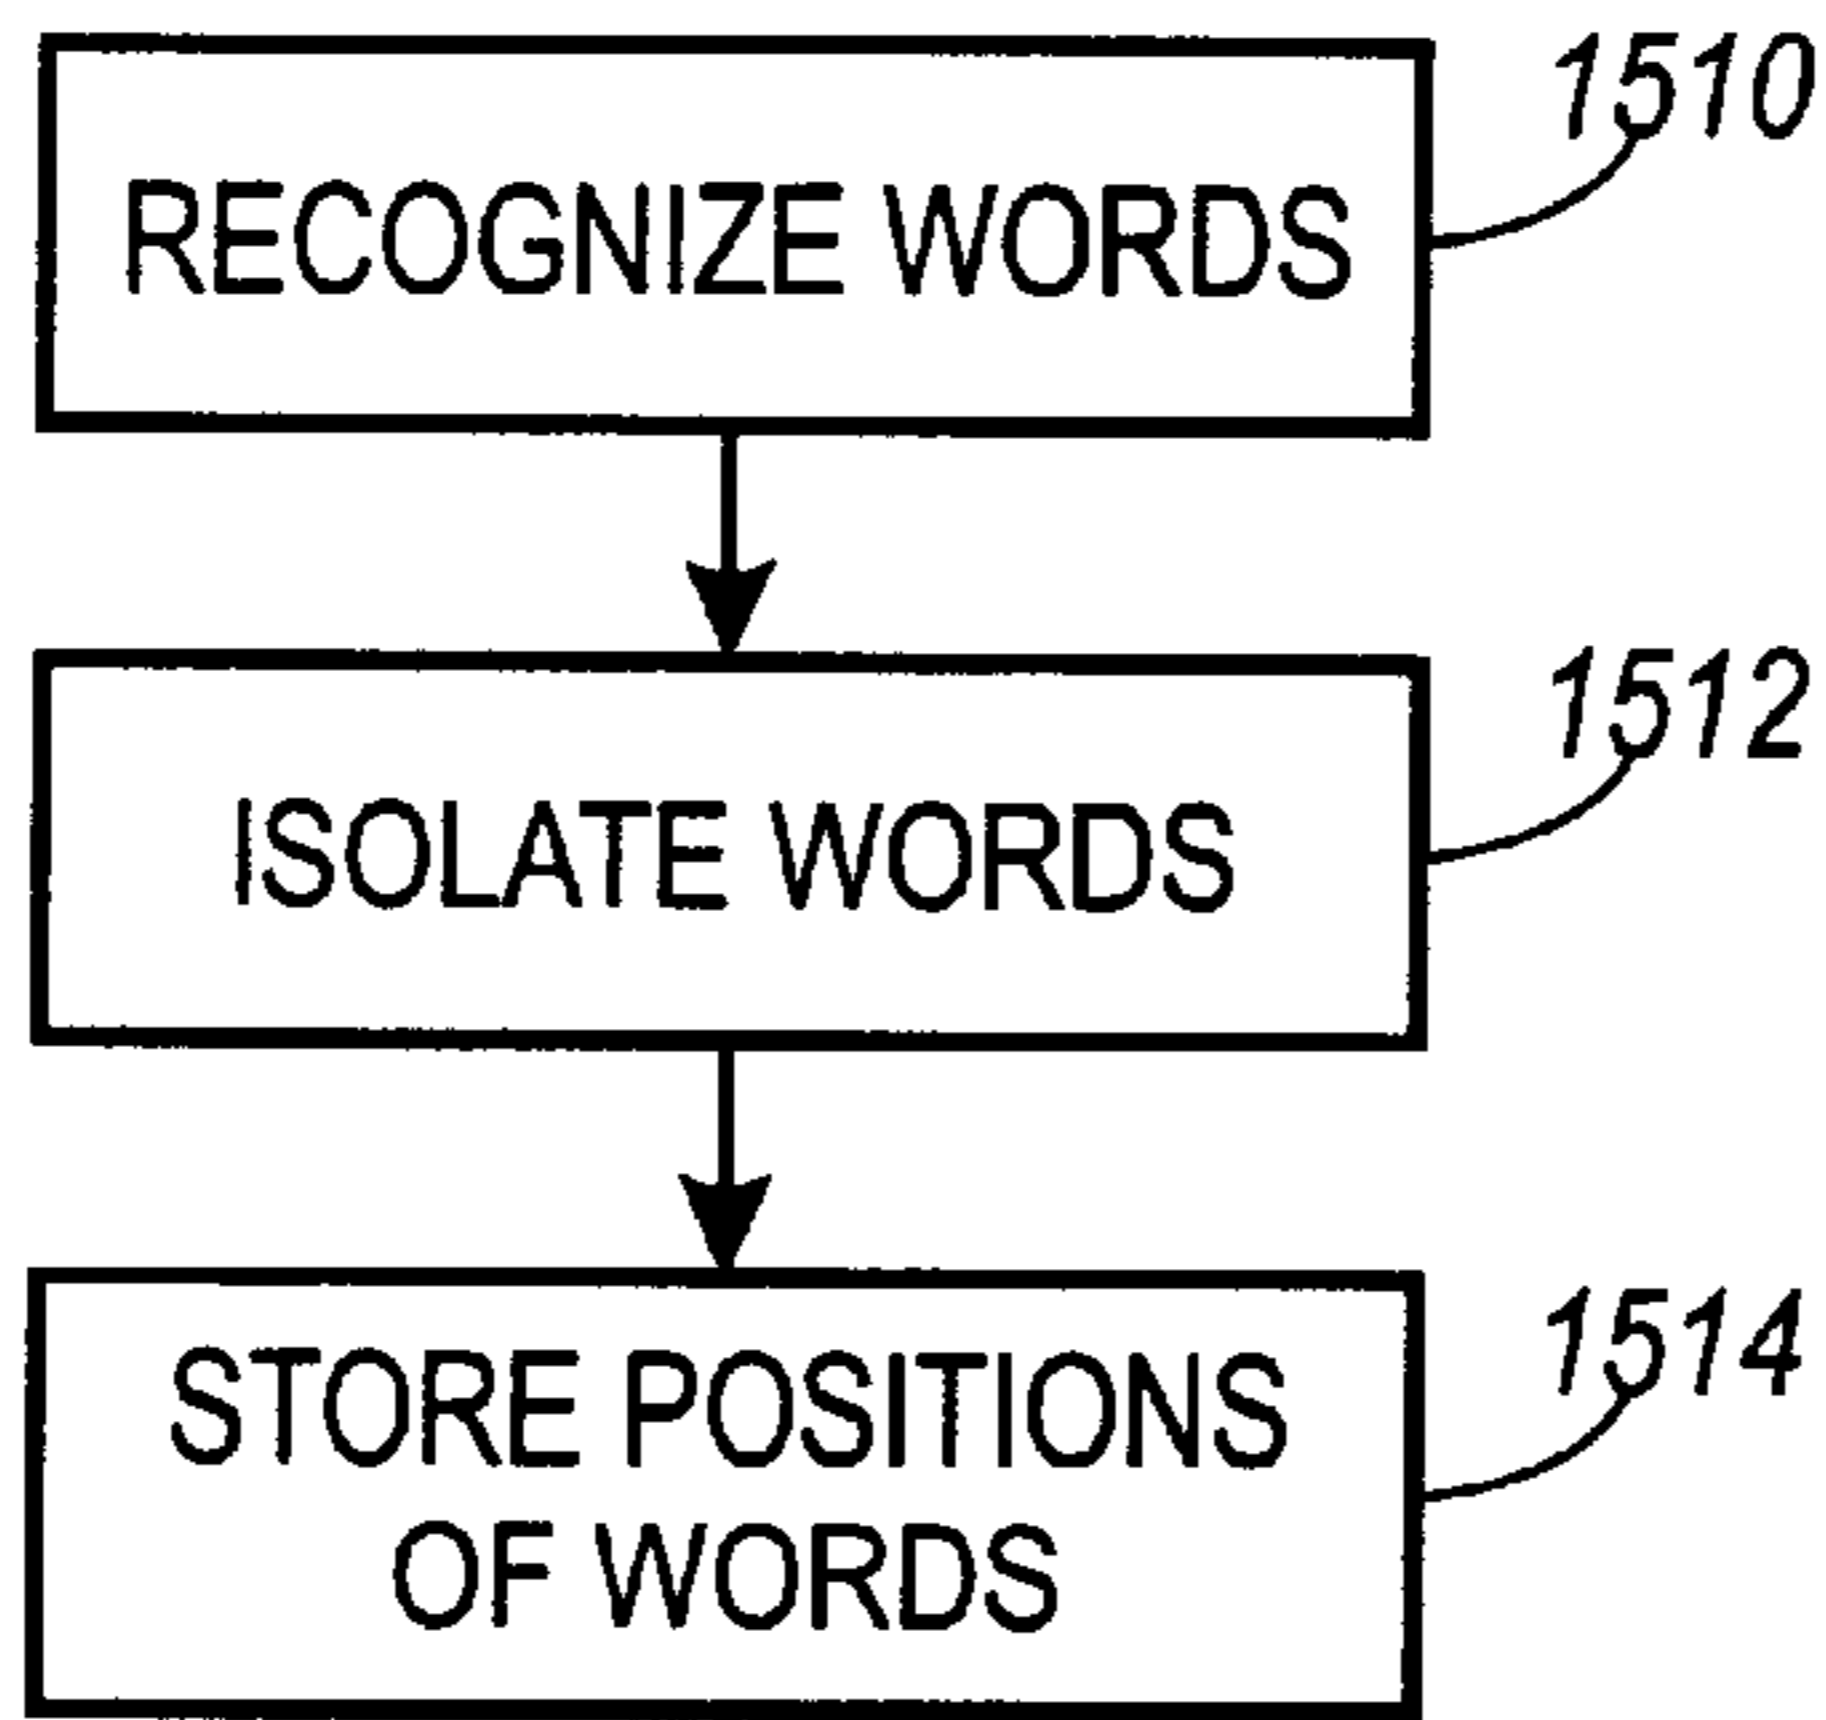 1510
RECOGNIZE WORDS
1512
ISOLATE WORDS
1514
STORE POSITIONS
OF WORDS